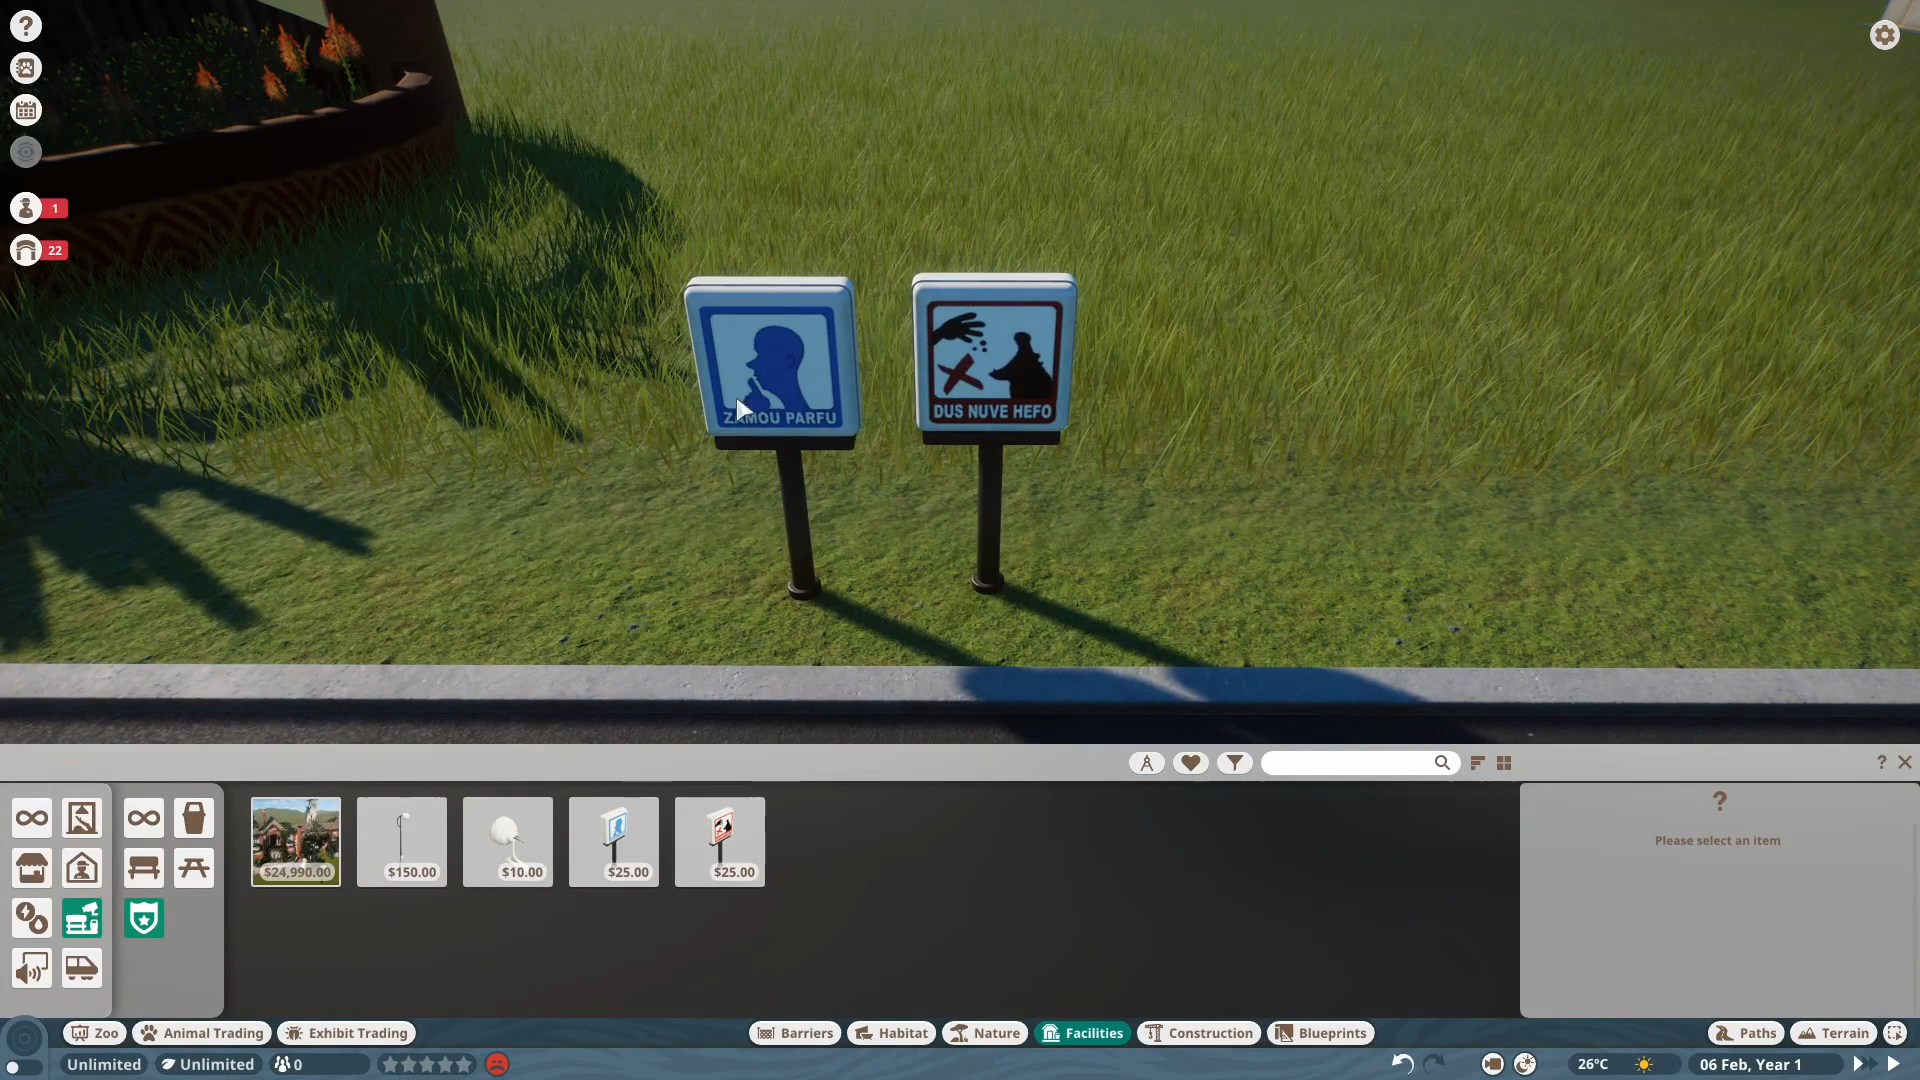 ?
1
22
ZAMOU PARFU
DUS NUVE HEFO
?
?
Please select an item
$24,990.00
$150.00
$10.00
$25.00
$25.00
Zoo
Animal Trading
Exhibit Trading
Barriers
Habitat
Nature
Facilities
Construction
Blueprints
Paths
Terrain
Unlimited
Unlimited
0
26°C
06 Feb, Year 1